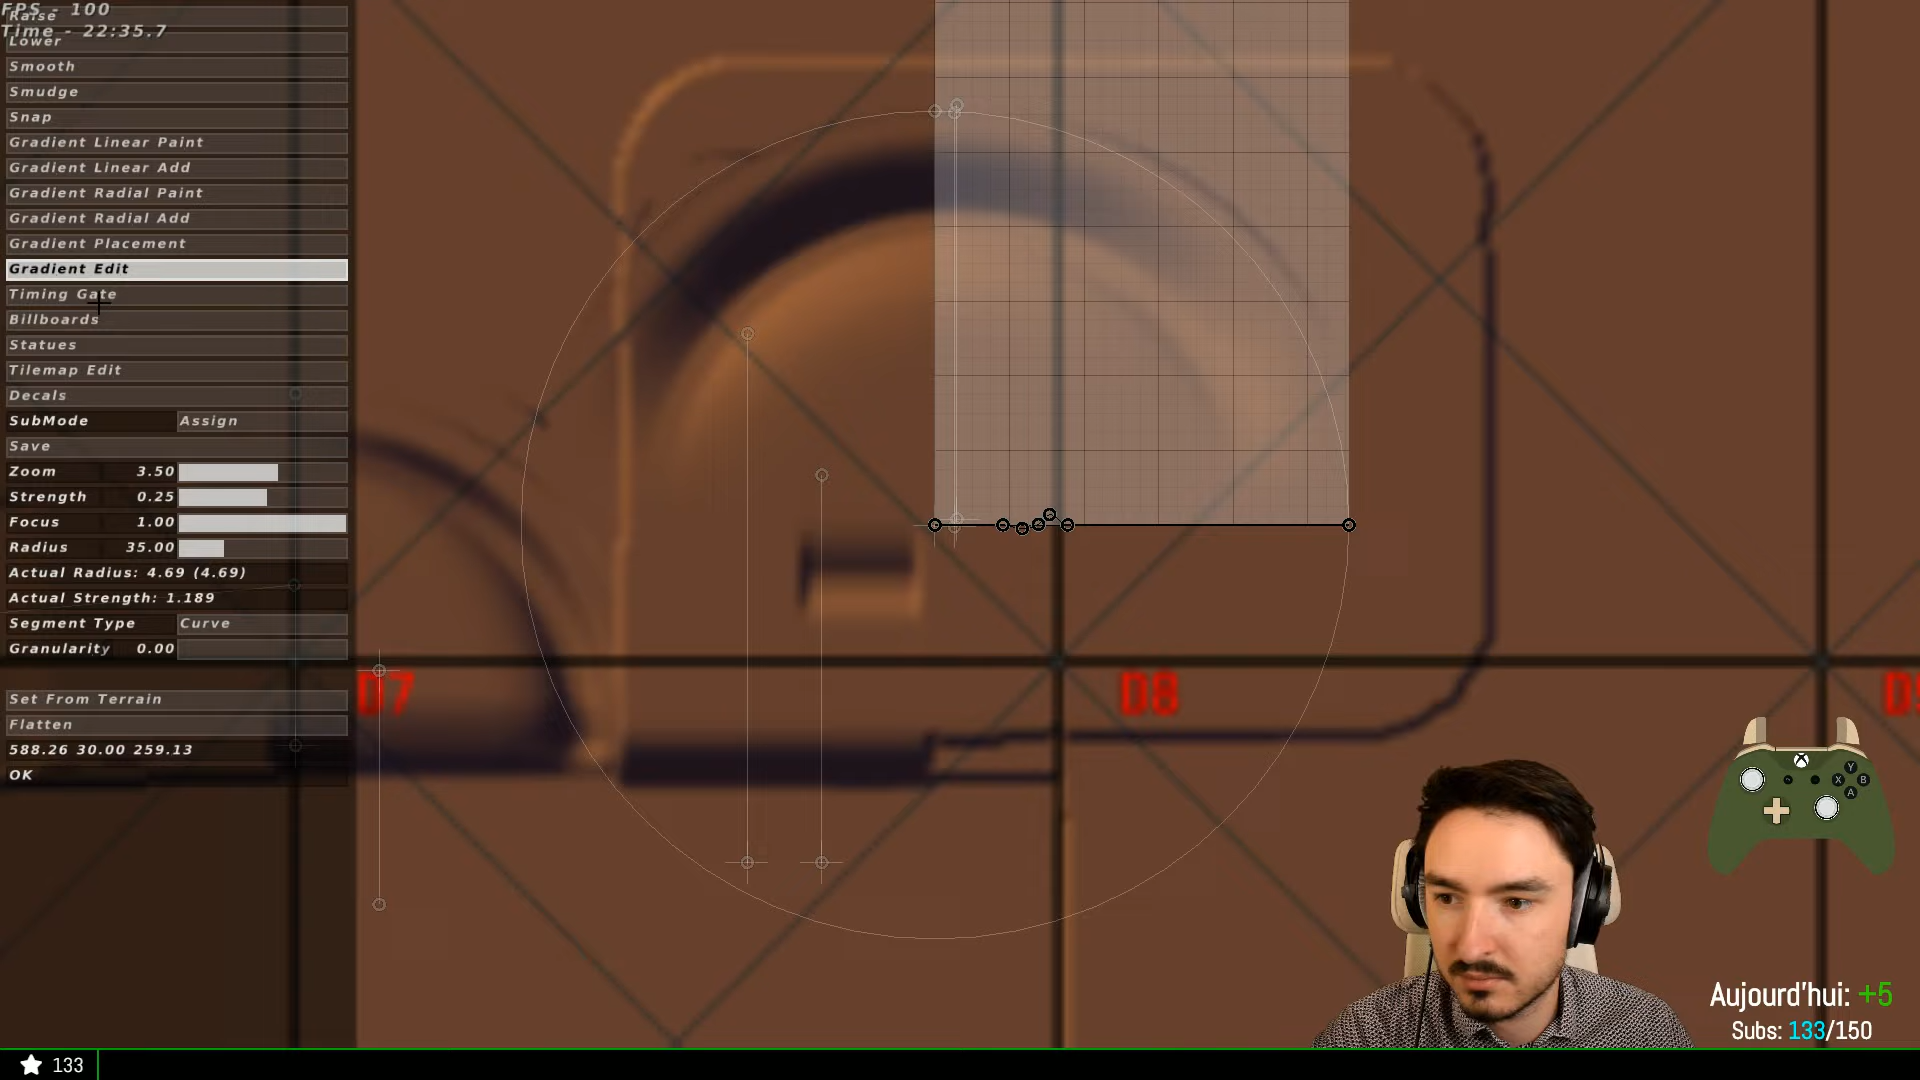 FPS - 100
Raise
Time - 22:35.7
Lower
Smooth
Smudge
Snap
Gradient Linear Paint
Gradient Linear Add
Gradient Radial Paint
Gradient Radial Add
Gradient Placement
Gradient Edit
Timing Gate
Billboards
Statues
Tilemap Edit
Decals
SubMode Assign
Save
Zoom 3.50
Strength 0.25
Focus 1.00
Radius 35.00
Actual Radius: 4.69 (4.69)
Actual Strength: 1.189
Segment Type Curve
Granularity 0.00
Set From Terrain
Flatten
588.26 30.00 259.13
OK
D7
D8
Y
X B
A
Aujourd'hui: +5
Subs: 133/150
133